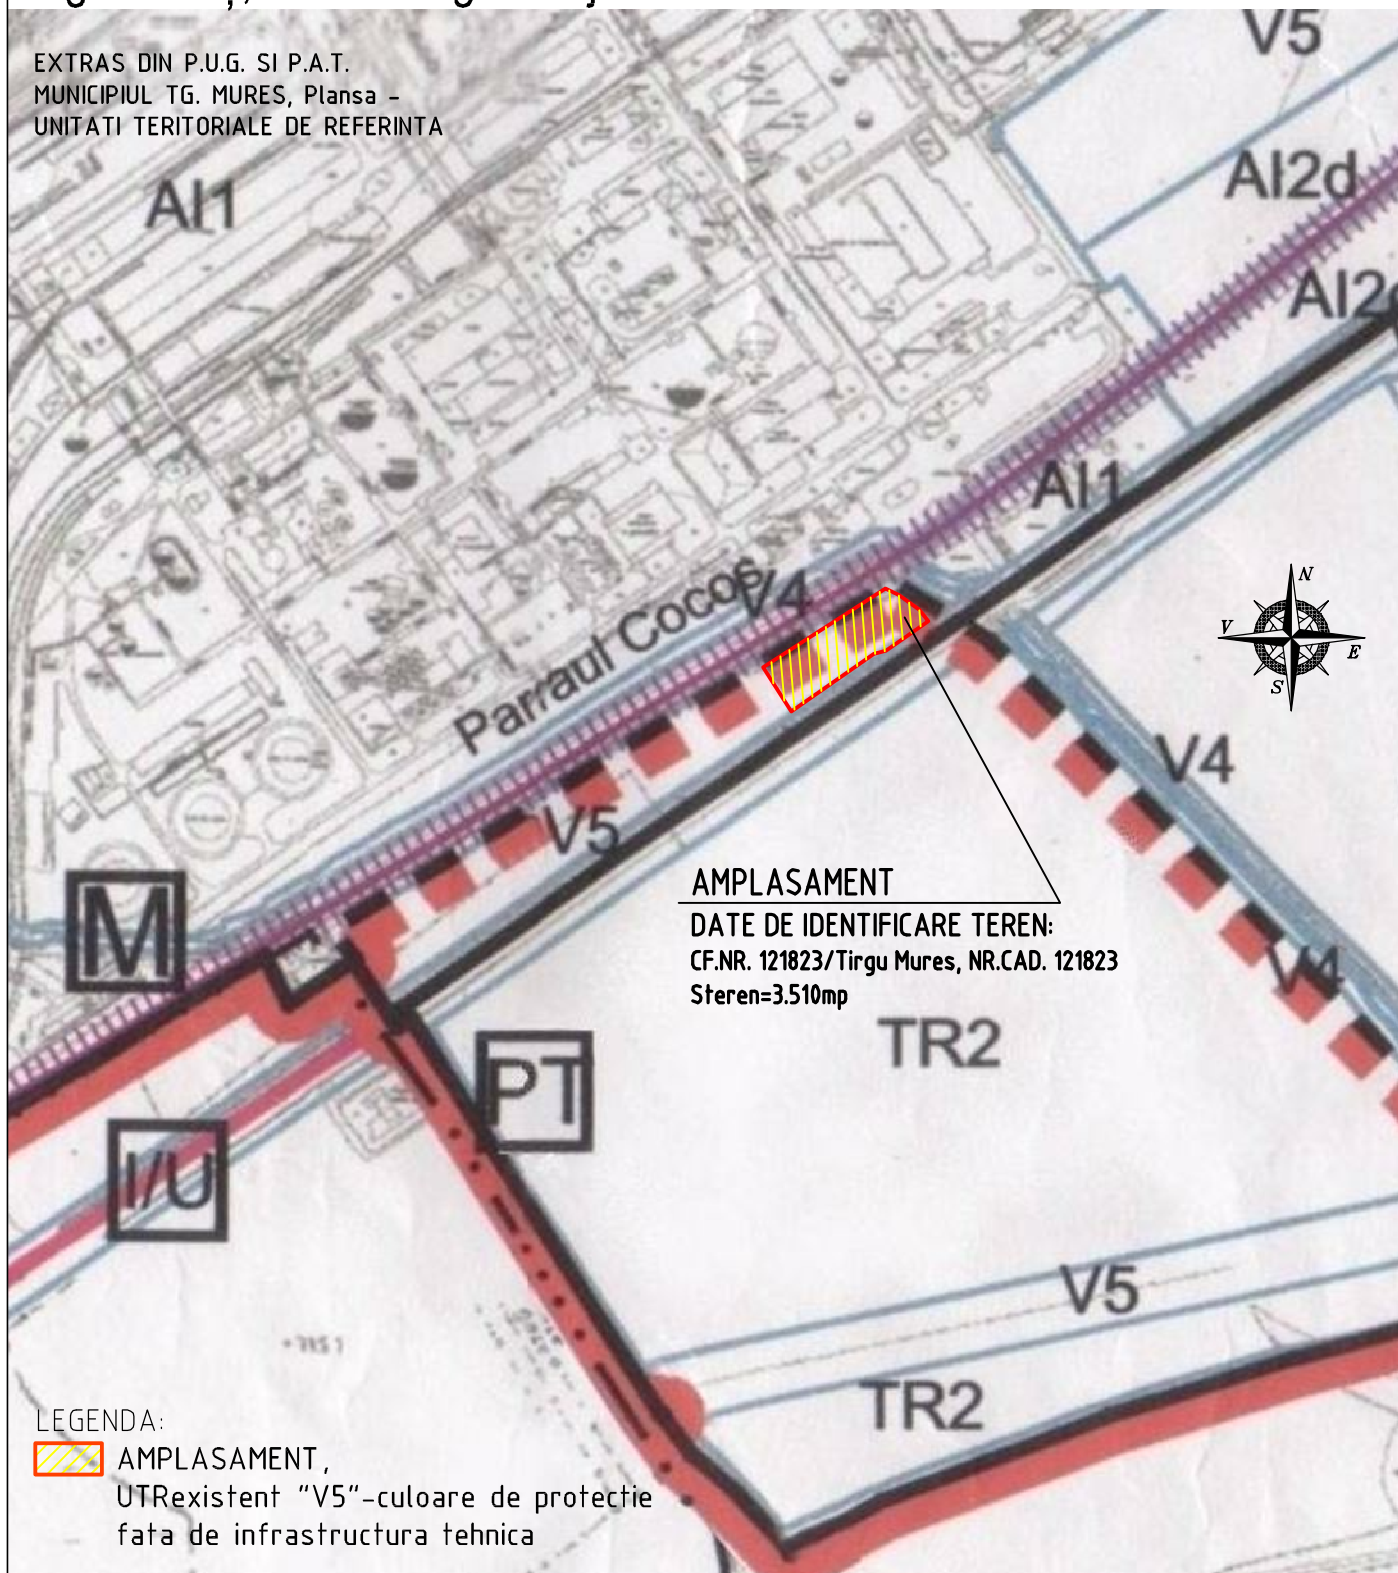 EXTRAS DIN P.U.G. SI P.A.T.
MUNICIPIUL TG. MURES, Plansa -
UNITATI TERITORIALE DE REFERINTA
V5
AI2d
AI1
AI1
N
V
E
S
V4
Parraul Cocoş
V4
V5
AMPLASAMENT
DATE DE IDENTIFICARE TEREN:
CF.NR. 121823/Tirgu Mures, NR.CAD. 121823
Steren=3.510mp
M
V4
TR2
PT
I/U
V5
TR2
LEGENDA:
AMPLASAMENT,
UTRexistent "V5"-culoare de protectie
fata de infrastructura tehnica